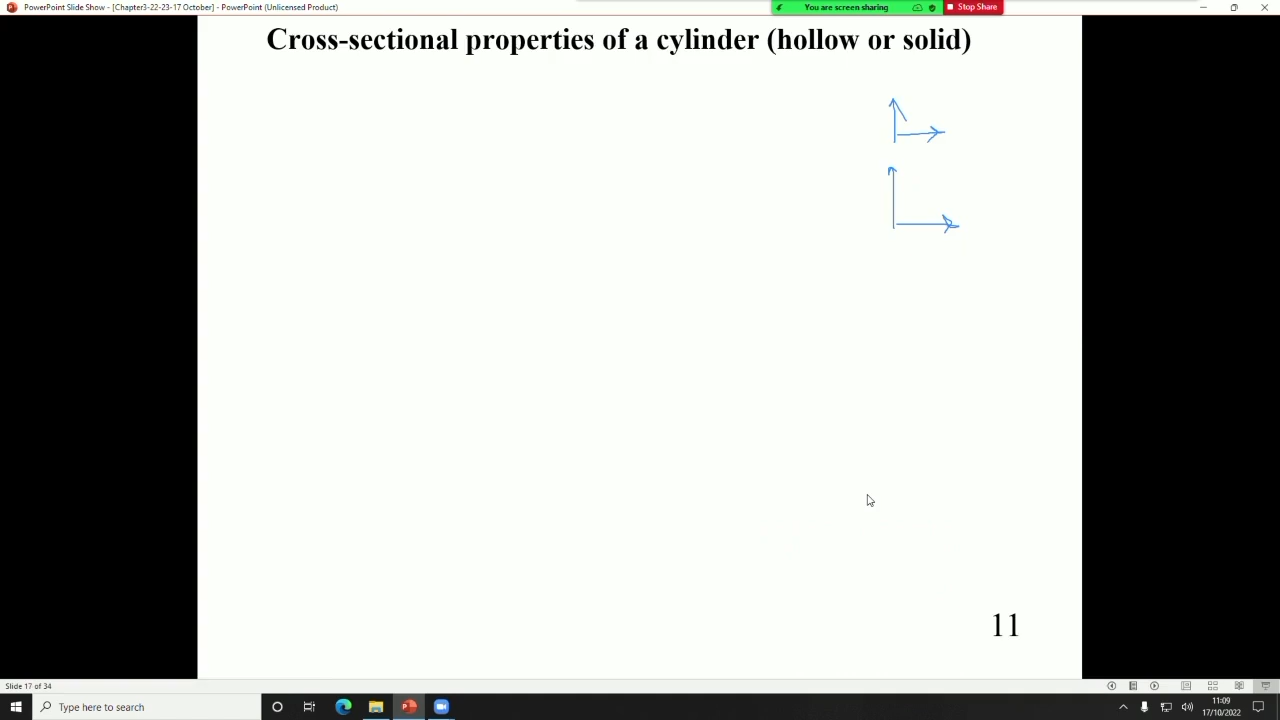 PowerPoint Slide Show - [Chapter3-22-23-17 October] - PowerPoint (Unlicensed Product)
You are screen sharing
Stop Share
Cross-sectional properties of a cylinder (hollow or solid)
11
Slide 17 of 34
Type here to search
11:09
17/10/2022